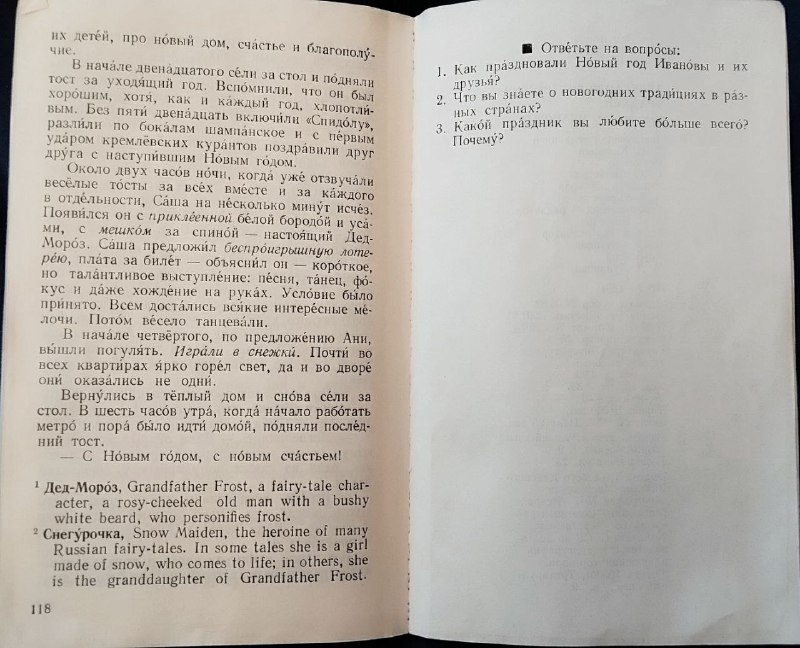 их дете́й, про но́вый дом, сча́стье и благополу́-
чие.
В нача́ле двена́дцатого се́ли за стол и по́дняли
тост за уходя́щий год. Вспо́мнили, что он был
хоро́шим, хотя́, как и ка́ждый год, хлопотли́-
вым. Без пяти́ двена́дцать включи́ли «Спидо́лу»,
разли́ли по бока́лам шампа́нское и с пе́рвым
уда́ром кремлёвских кура́нтов поздра́вили друг
дру́га с наступи́вшим Но́вым го́дом.
Около двух часо́в но́чи, когда́ уже́ отзвуча́ли
весёлые то́сты за всех вме́сте и за ка́ждого
в отде́льности, Са́ша на не́сколько мину́т исче́з.
Появи́лся он с прикле́енной бе́лой бородо́й и уса́-
ми, с мешко́м за спино́й — настоя́щий Дед-
Моро́з. Са́ша предложи́л беспро́игрышную лоте-
ре́ю, пла́та за биле́т — объясни́л он — коро́ткое,
но тала́нтливое выступле́ние: пе́сня, та́нец, фо́-
кус и да́же хожде́ние на рука́х. Усло́вие бы́ло
при́нято. Всем доста́лись вся́кие интере́сные ме́-
лочи. Пото́м ве́село танцева́ли.
В нача́ле четвёртого, по предложе́нию Ани,
вы́шли погуля́ть. Игра́ли в снежки́. Почти́ во
всех кварти́рах я́рко горе́л свет, да и во дворе́
они́ оказа́лись не одни́.
Верну́лись в тёплый дом и сно́ва се́ли за
стол. В шесть часо́в утра́, когда́ на́чало рабо́тать
метро́ и пора́ бы́ло идти́ домо́й, по́дняли после́д-
ний тост.
— С Но́вым го́дом, с но́вым сча́стьем!
¹ Дед-Моро́з, Grandfather Frost, a fairy-tale char-
acter, a rosy-cheeked old man with a bushy
white beard, who personifies frost.
² Снегу́рочка, Snow Maiden, the heroine of many
Russian fairy-tales. In some tales she is a girl
made of snow, who comes to life; in others, she
is the granddaughter of Grandfather Frost.
118
■ Отве́тьте на вопро́сы:
1. Как пра́здновали Но́вый год Ивано́вы и их
друзья́?
2. Что вы зна́ете о нового́дних тради́циях в ра́з-
ных стра́нах?
3. Како́й пра́здник вы лю́бите бо́льше всего́?
Почему́?